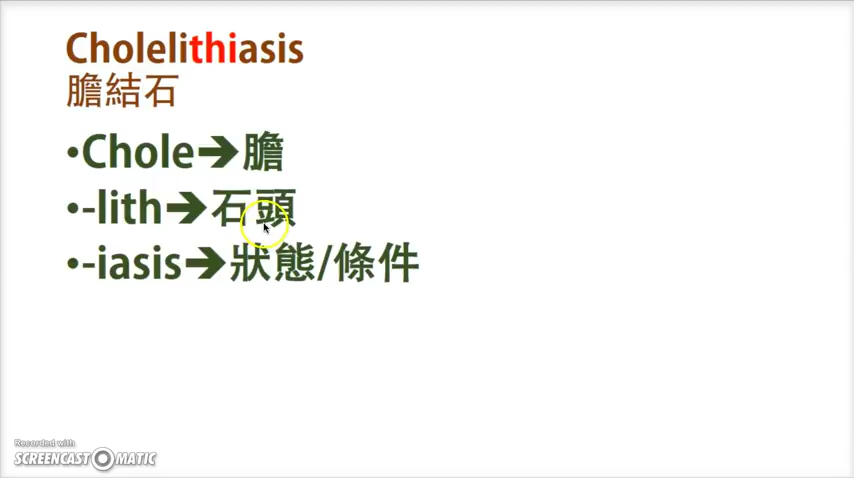 Cholelithiasis
膽結石
•Chole➔膽
•-lith➔石頭
•-iasis➔狀態/條件
Recorded with
SCREENCAST-O-MATIC